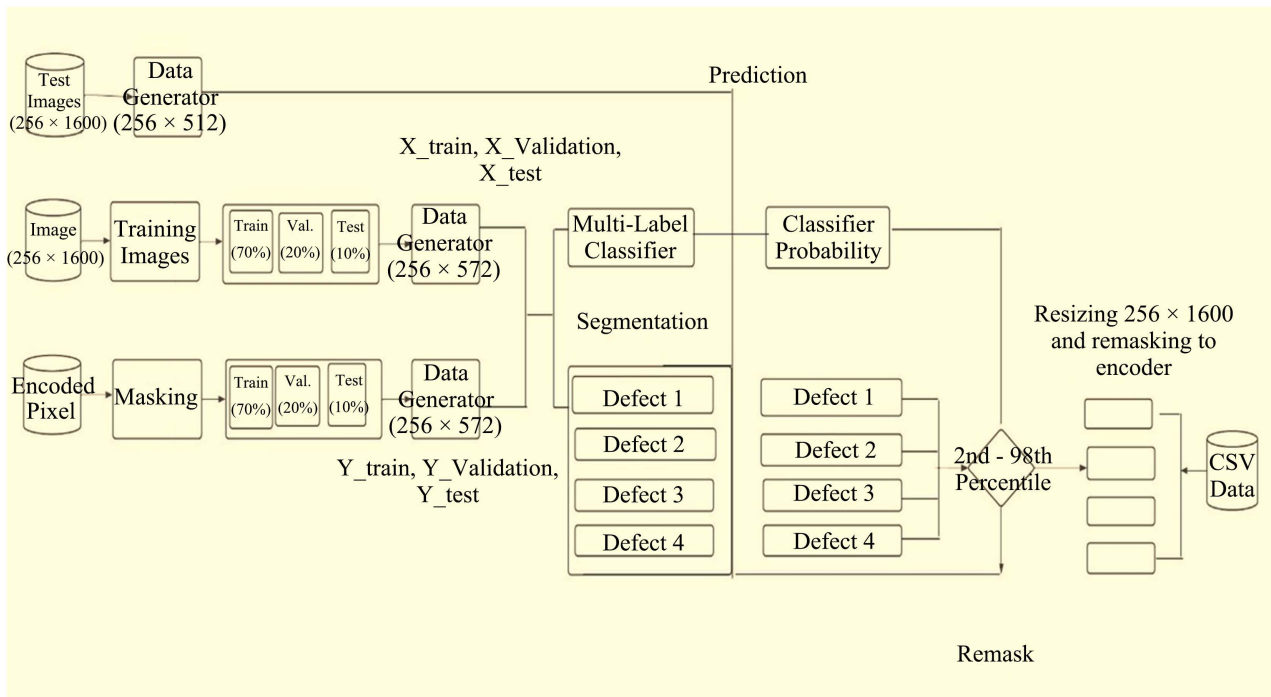 Test
Images
(256 × 1600)
Data
Generator
(256 × 512)
Prediction
X_train, X_Validation,
X_test
Image
(256 × 1600)
Training
Images
Train
(70%)
Val.
(20%)
Test
(10%)
Data
Generator
(256 × 572)
Multi-Label
Classifier
Classifier
Probability
Segmentation
Resizing 256 × 1600
and remasking to
encoder
Encoded
Pixel
Masking
Train
(70%)
Val.
(20%)
Test
(10%)
Data
Generator
(256 × 572)
Y_train, Y_Validation,
Y_test
Defect 1
Defect 2
Defect 3
Defect 4
Defect 1
Defect 2
Defect 3
Defect 4
2nd - 98th
Percentile
CSV
Data
Remask